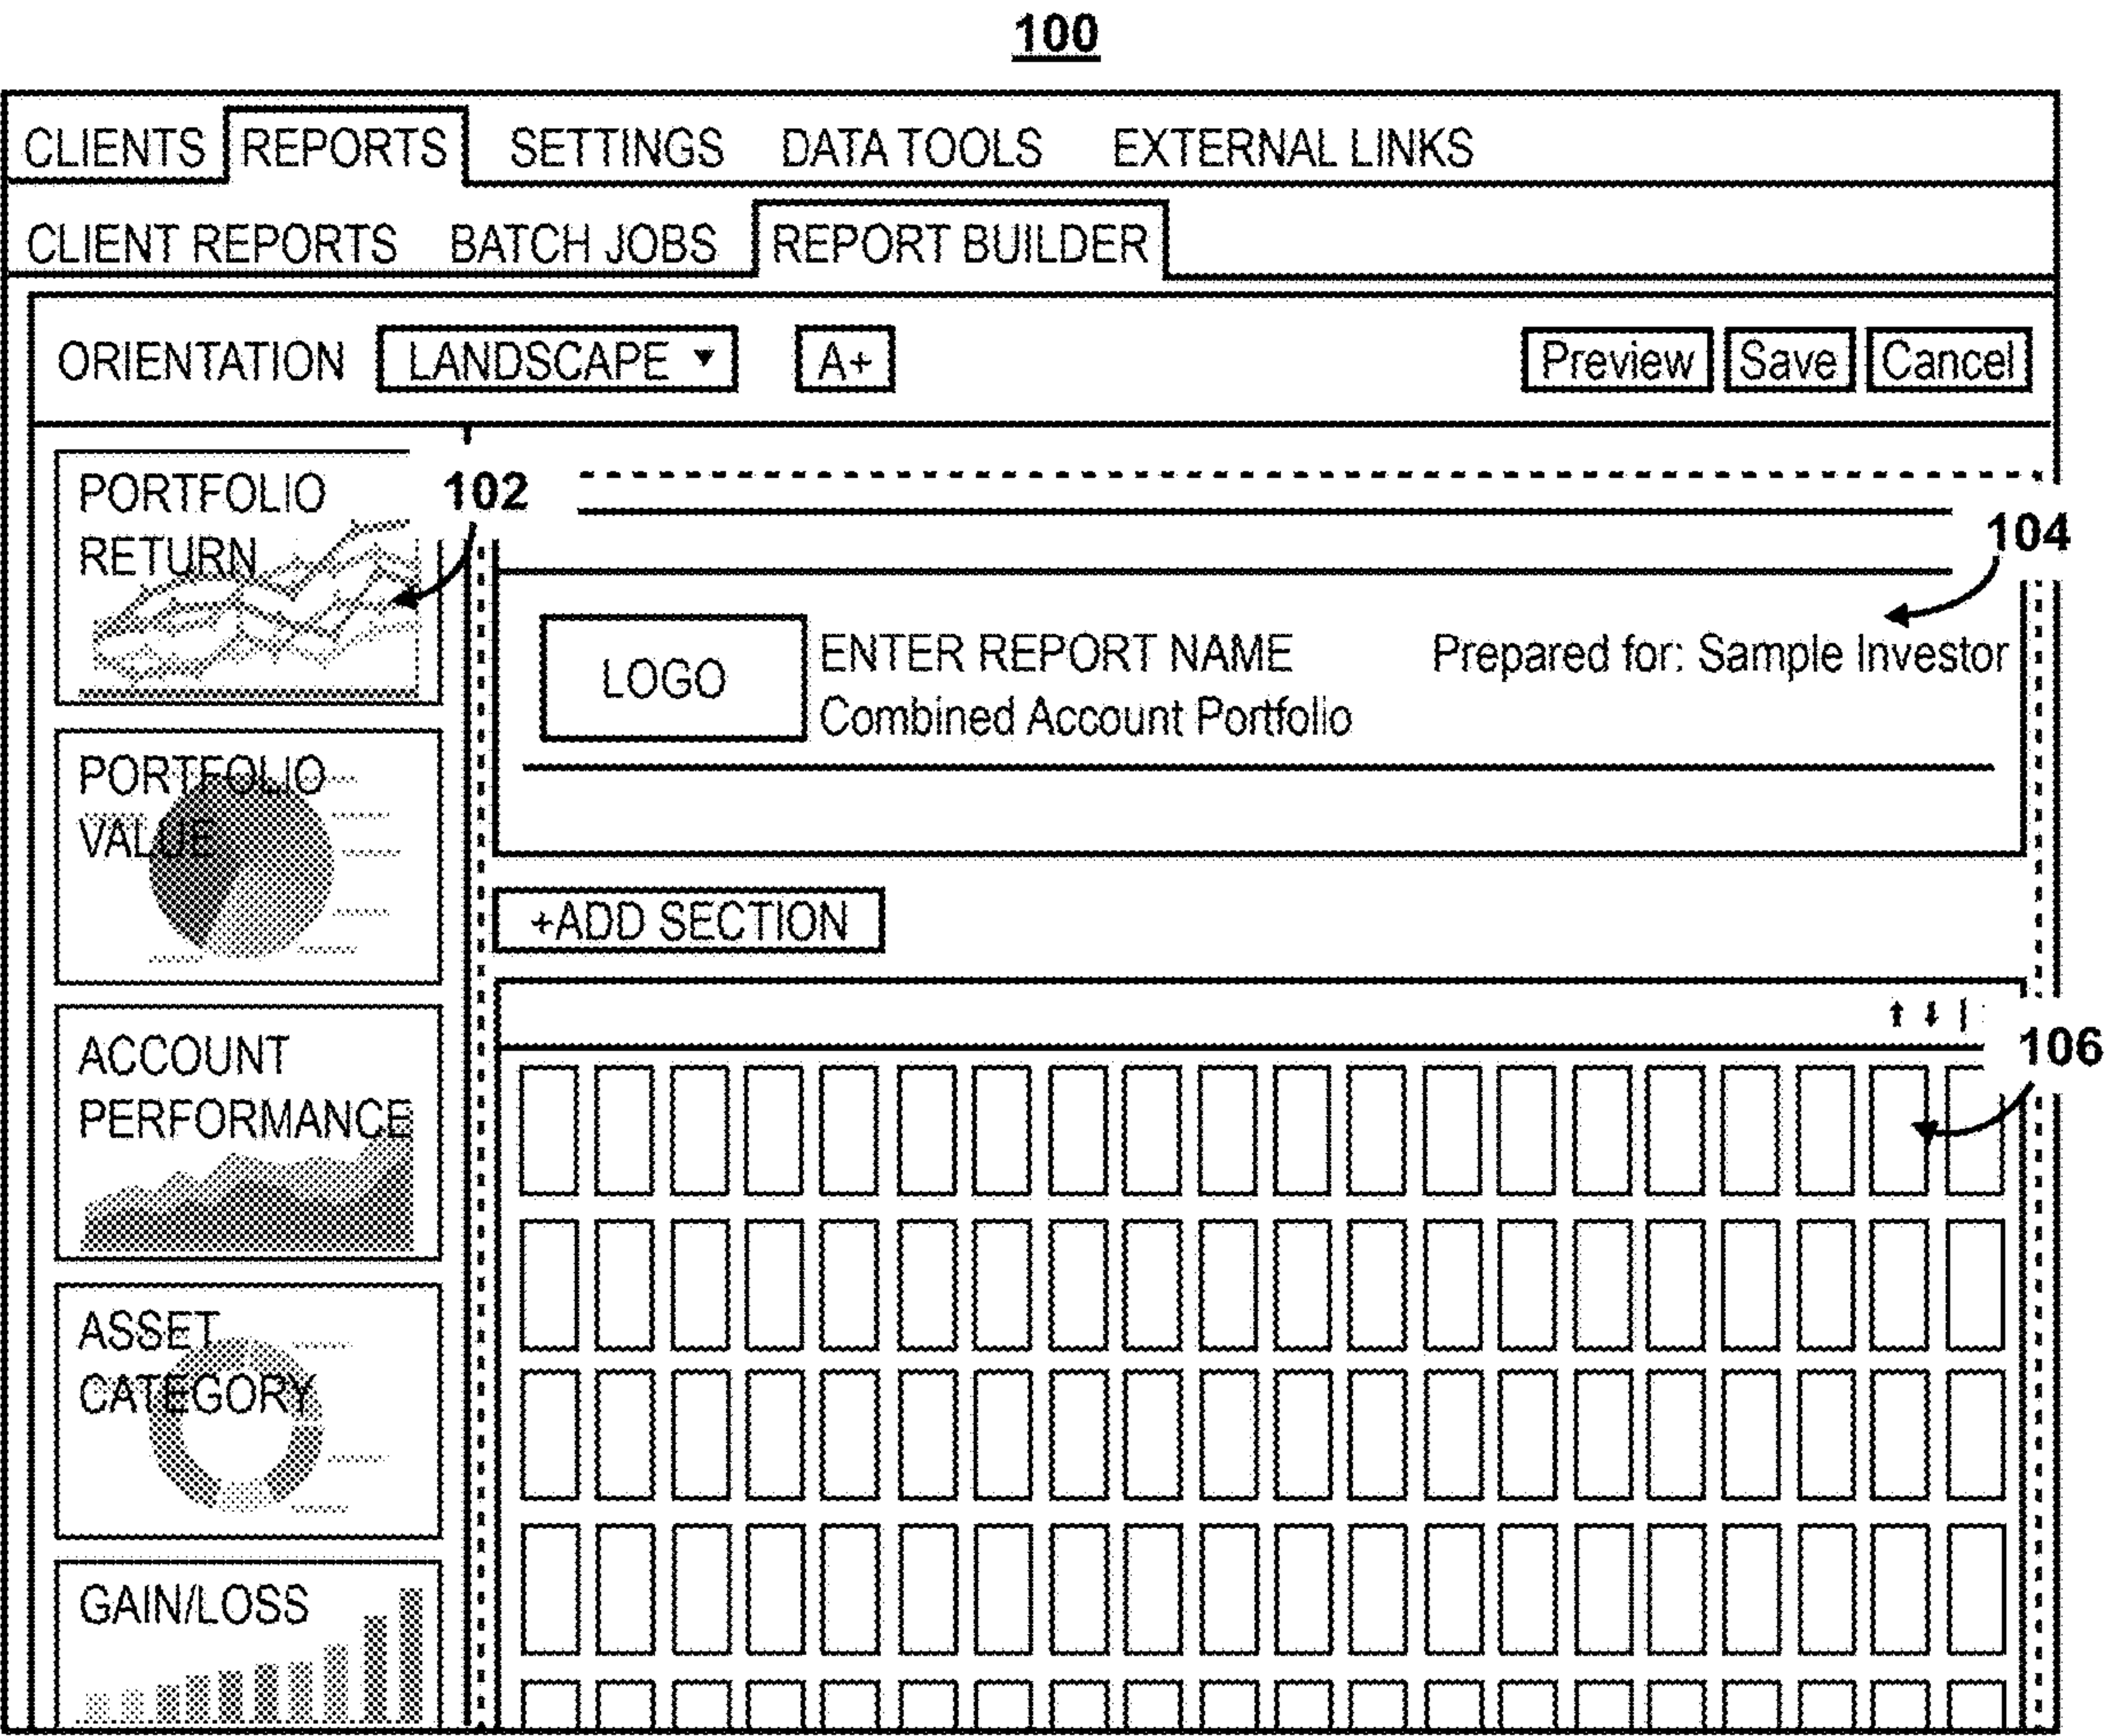 100
CLIENTS REPORTS SETTINGS DATA TOOLS EXTERNAL LINKS
CLIENT REPORTS BATCH JOBS REPORT BUILDER
ORIENTATION LANDSCAPE ▼ A+ Preview Save Cancel
PORTFOLIO
RETURN
102
104
LOGO
ENTER REPORT NAME
Combined Account Portfolio
Prepared for: Sample Investor
PORTFOLIO
VALUE
+ADD SECTION
ACCOUNT
PERFORMANCE
106
ASSET
CATEGORY
GAIN/LOSS